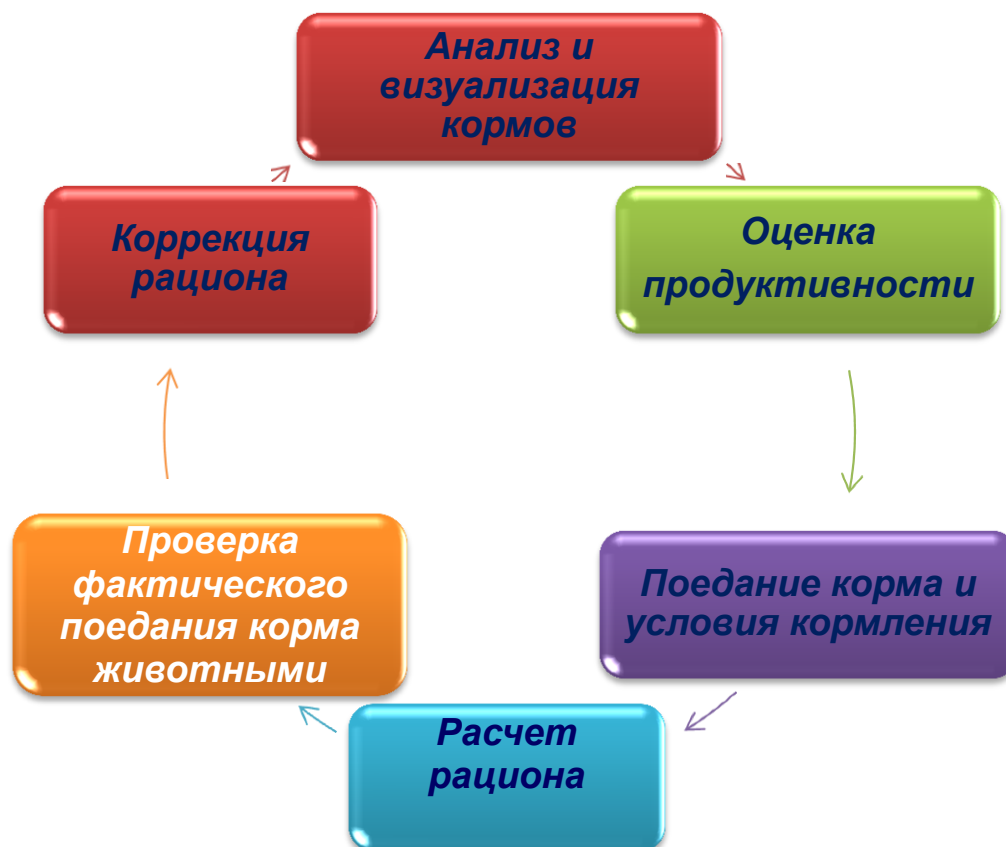 Анализ и
визуализация
кормов
Оценка
продуктивности
Поедание корма и
условия кормления
Расчет
рациона
Проверка
фактического
поедания корма
животными
Коррекция
рациона